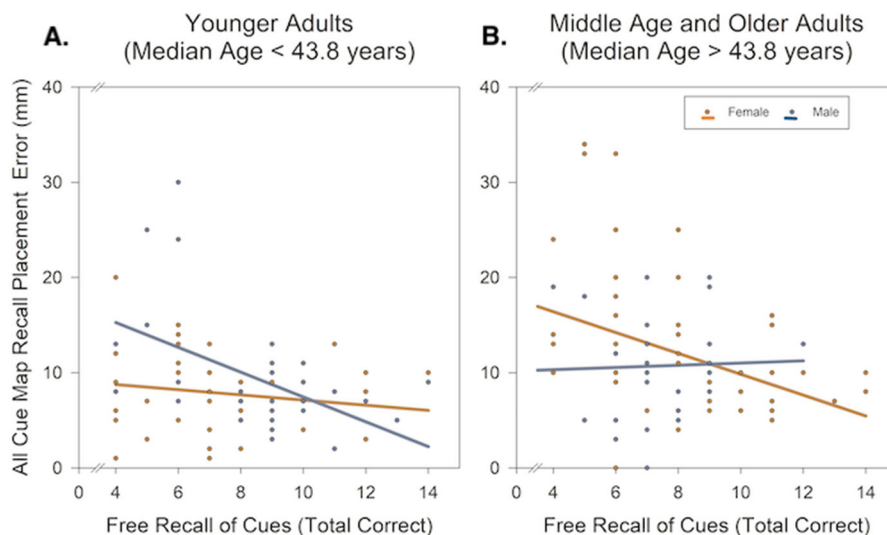 A.
Younger Adults
(Median Age < 43.8 years)
B.
Middle Age and Older Adults
(Median Age > 43.8 years)
All Cue Map Recall Placement Error (mm)
40
30
20
10
0
0 4 6 8 10 12 14
Free Recall of Cues (Total Correct)
Female Male
40
30
20
10
0
0 4 6 8 10 12 14
Free Recall of Cues (Total Correct)